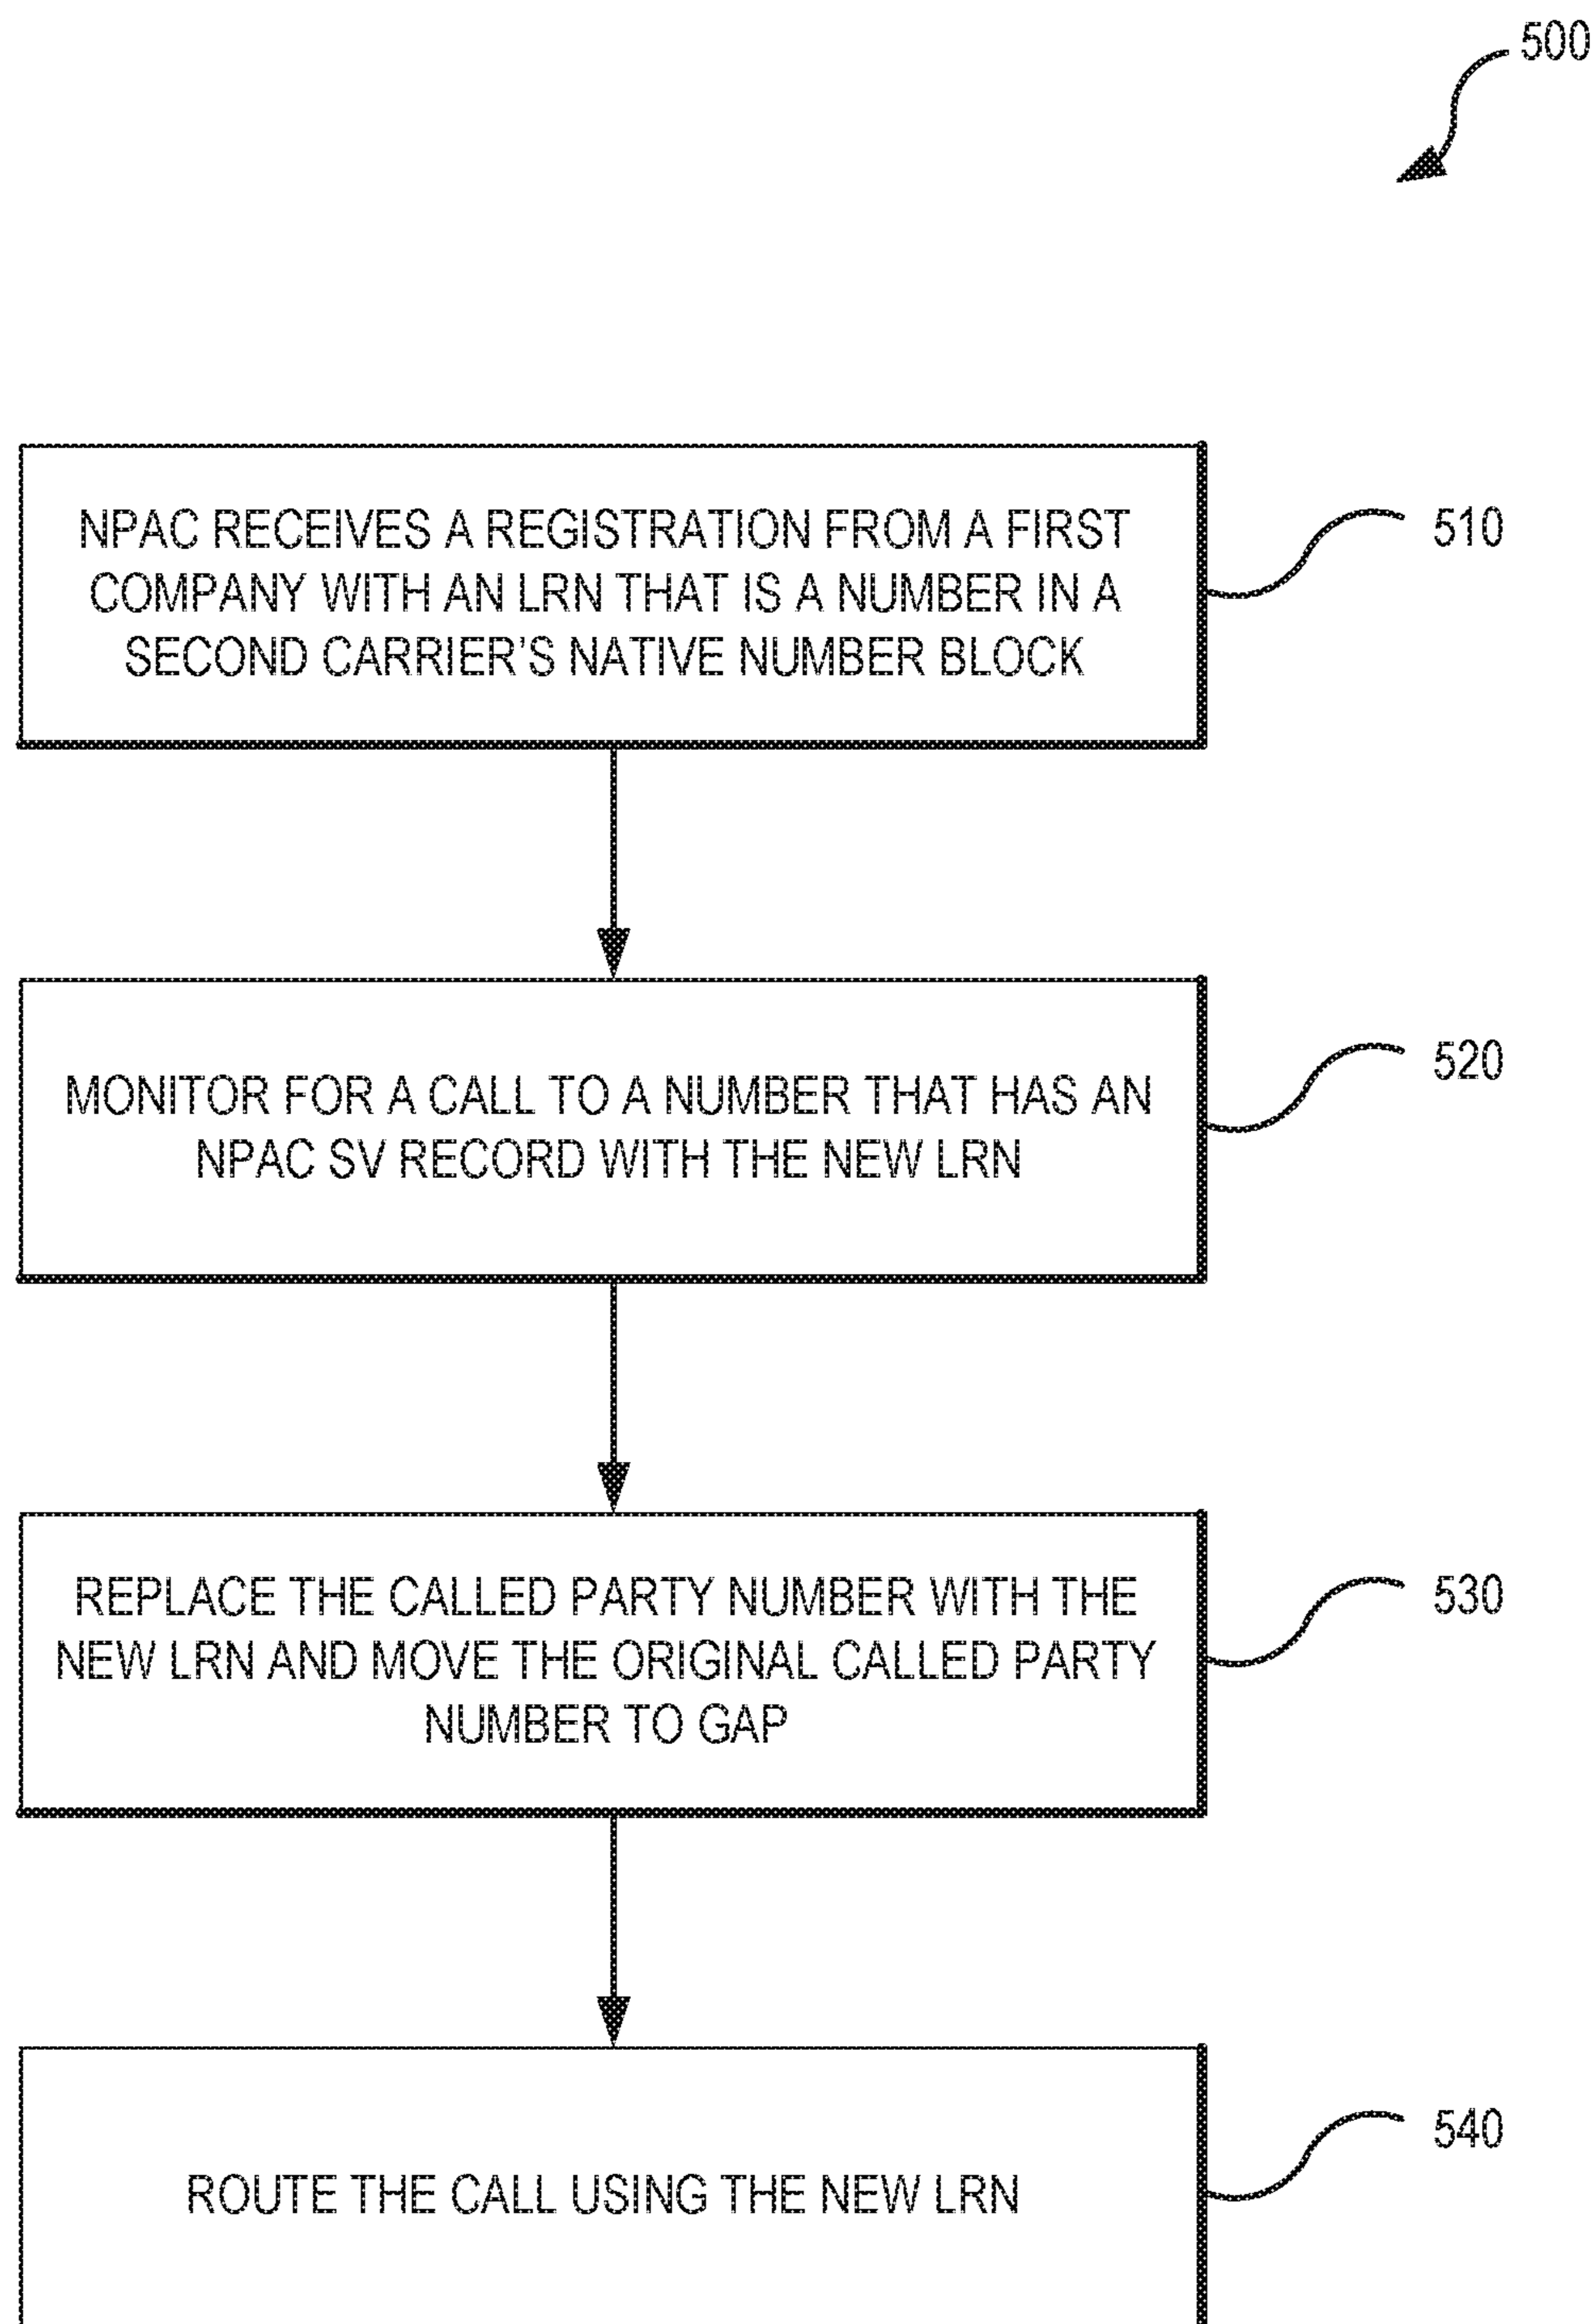 500
NPAC RECEIVES A REGISTRATION FROM A FIRST
COMPANY WITH AN LRN THAT IS A NUMBER IN A
SECOND CARRIER'S NATIVE NUMBER BLOCK
510
MONITOR FOR A CALL TO A NUMBER THAT HAS AN
NPAC SV RECORD WITH THE NEW LRN
520
REPLACE THE CALLED PARTY NUMBER WITH THE
NEW LRN AND MOVE THE ORIGINAL CALLED PARTY
NUMBER TO GAP
530
ROUTE THE CALL USING THE NEW LRN
540